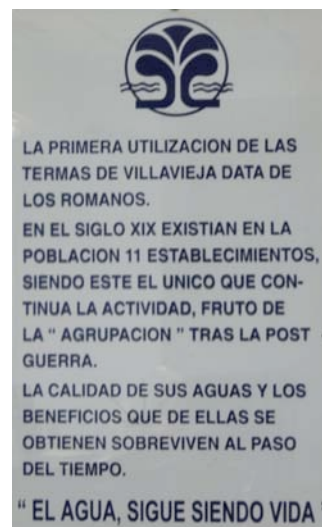 LA PRIMERA UTILIZACION DE LAS
TERMAS DE VILLAVIEJA DATA DE
LOS ROMANOS.
EN EL SIGLO XIX EXISTIAN EN LA
POBLACION 11 ESTABLECIMIENTOS,
SIENDO ESTE EL UNICO QUE CON-
TINUA LA ACTIVIDAD, FRUTO DE
LA " AGRUPACION " TRAS LA POST
GUERRA.
LA CALIDAD DE SUS AGUAS Y LOS
BENEFICIOS QUE DE ELLAS SE
OBTIENEN SOBREVIVEN AL PASO
DEL TIEMPO.
" EL AGUA, SIGUE SIENDO VIDA "